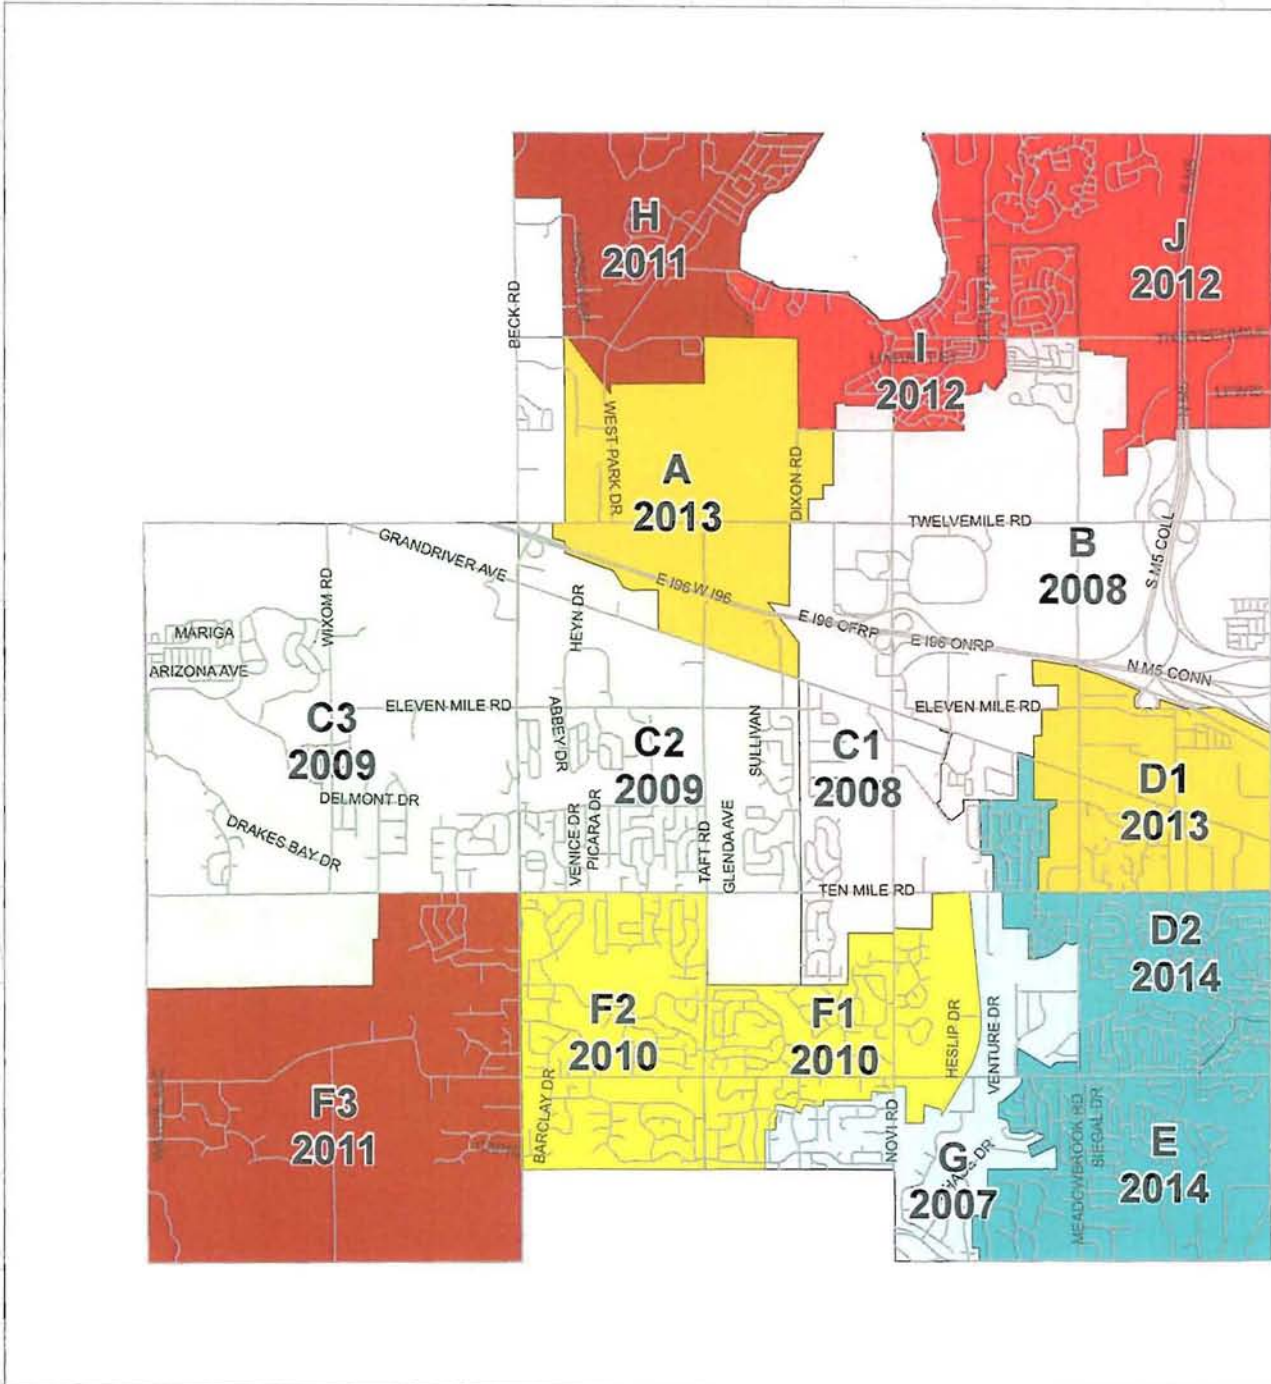 H
2011
J
2012
BECK RD
I
2012
WEST PARK DR
A
2013
DIXON RD
TWELVEMILE RD
B
2008
S M5 COLL
GRANDRIVER AVE
WIXOM RD
HEYN DR
E I96 W I96
E I96 OFRP
E I96 ONRP
N M5 CONN
MARIGA
ARIZONA AVE
ELEVEN MILE RD
ELEVEN MILE RD
C3
2009
ABBEY DR
C2
2009
SULLIVAN
C1
2008
D1
2013
DELMONT DR
DRAKES BAY DR
VENICE DR
PICARA DR
TAFT RD
GLENDA AVE
TEN MILE RD
D2
2014
F2
2010
F1
2010
HESLIP DR
VENTURE DR
F3
2011
BARCLAY DR
NOVI RD
G
2007
MEADOWBROOK RD
SIEGAL DR
E
2014